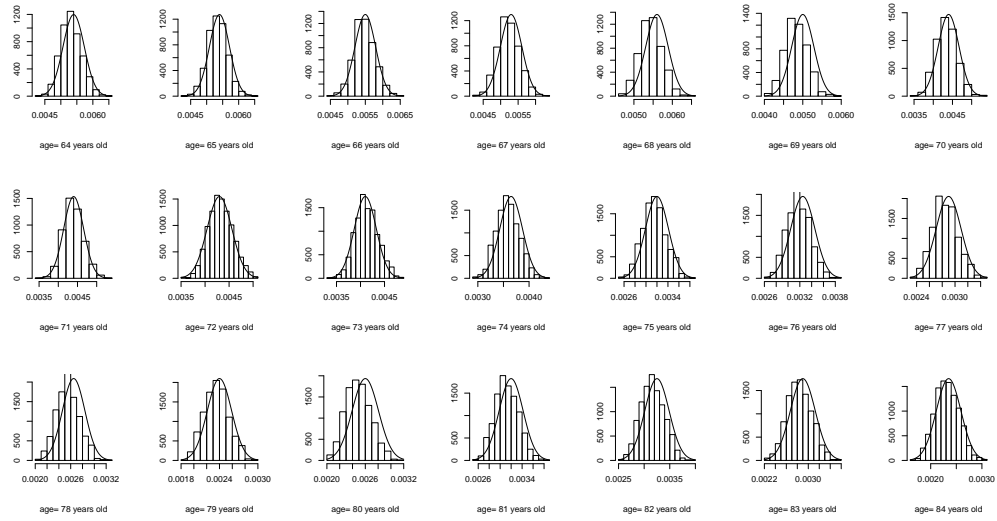 0 400 800 1200
0.0045 0.0060
age= 64 years old
0 400 800 1200
0.0045 0.0060
age= 65 years old
0 400 800 1200
0.0045 0.0055 0.0065
age= 66 years old
0 400 800 1200
0.0045 0.0055
age= 67 years old
0 400 800 1200
0.0050 0.0060
age= 68 years old
0 400 800 1400
0.0040 0.0050 0.0060
age= 69 years old
0 500 1000 1500
0.0035 0.0045
age= 70 years old
0 500 1000 1500
0.0035 0.0045
age= 71 years old
0 500 1000 1500
0.0035 0.0045
age= 72 years old
0 500 1500
0.0035 0.0045
age= 73 years old
0 500 1500
0.0030 0.0040
age= 74 years old
0 500 1500
0.0026 0.0034
age= 75 years old
0 500 1500
0.0026 0.0032 0.0038
age= 76 years old
0 500 1500
0.0024 0.0030
age= 77 years old
0 500 1500
0.0020 0.0026 0.0032
age= 78 years old
0 500 1500
0.0018 0.0024 0.0030
age= 79 years old
0 500 1500
0.0020 0.0026 0.0032
age= 80 years old
0 500 1500
0.0026 0.0034
age= 81 years old
0 500 1000
0.0025 0.0035
age= 82 years old
0 500 1500
0.0022 0.0030
age= 83 years old
0 500 1000
0.0020 0.0030
age= 84 years old